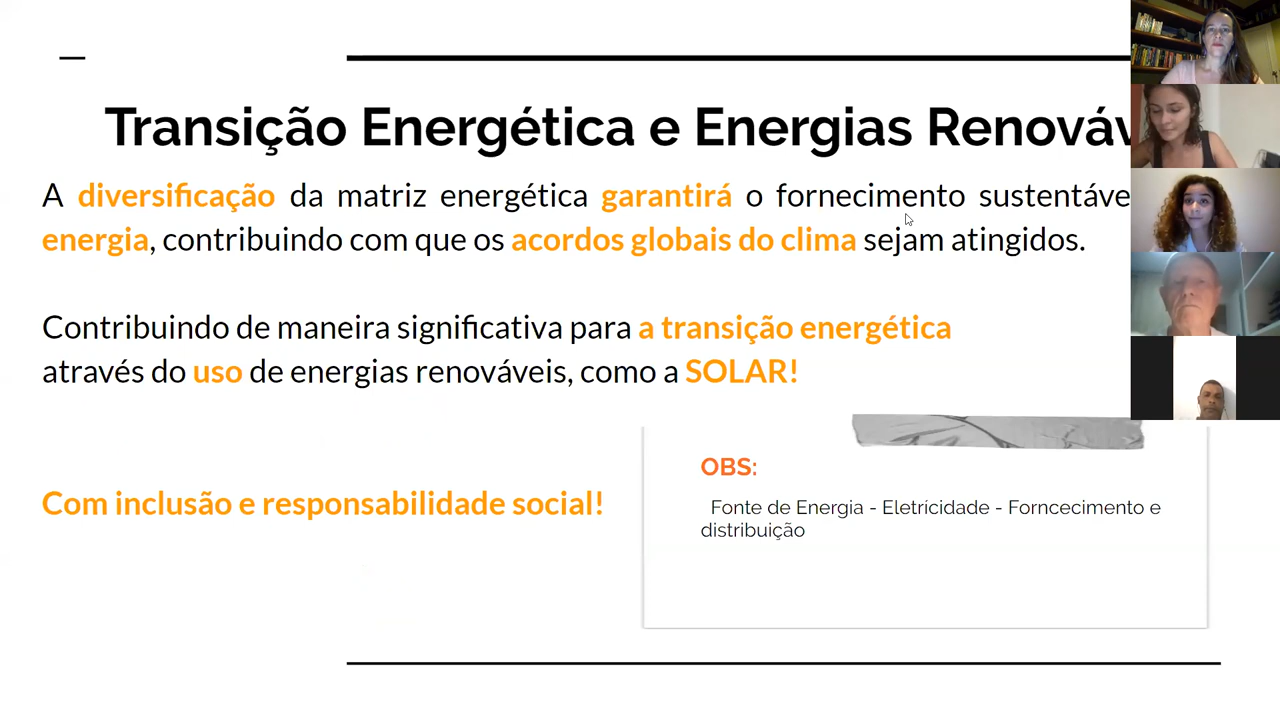 Transição Energética e Energias Renováv
A diversificação da matriz energética garantirá o fornecimento sustentáve
energia, contribuindo com que os acordos globais do clima sejam atingidos.
Contribuindo de maneira significativa para a transição energética
através do uso de energias renováveis, como a SOLAR!
Com inclusão e responsabilidade social!
OBS:
Fonte de Energia - Eletrícidade - Forncecimento e
distribuição